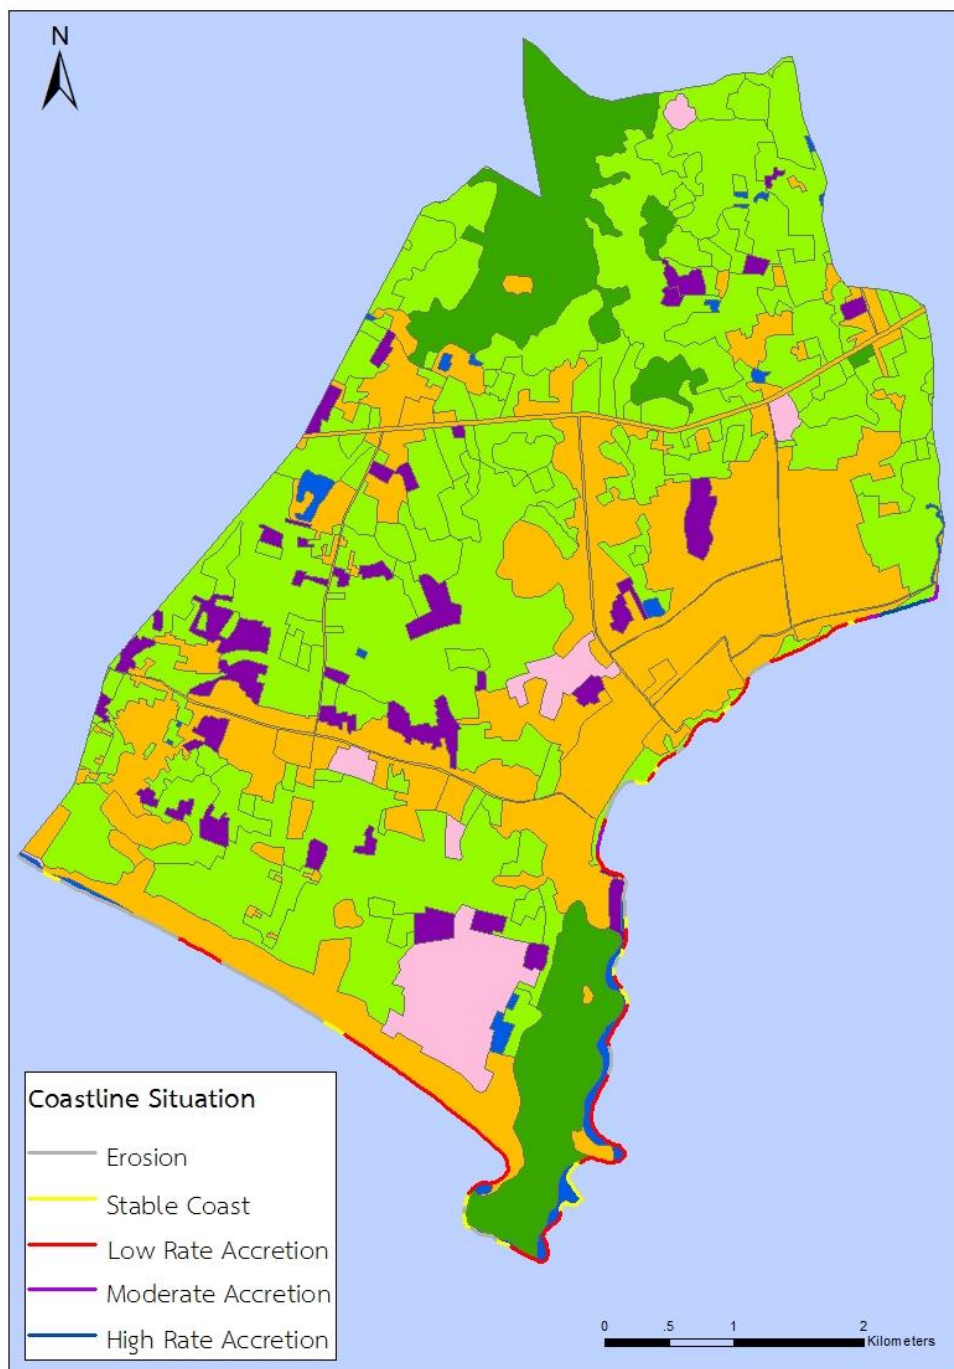 N
Coastline Situation
Erosion
Stable Coast
Low Rate Accretion
Moderate Accretion
High Rate Accretion
0 .5 1 2
Kilometers